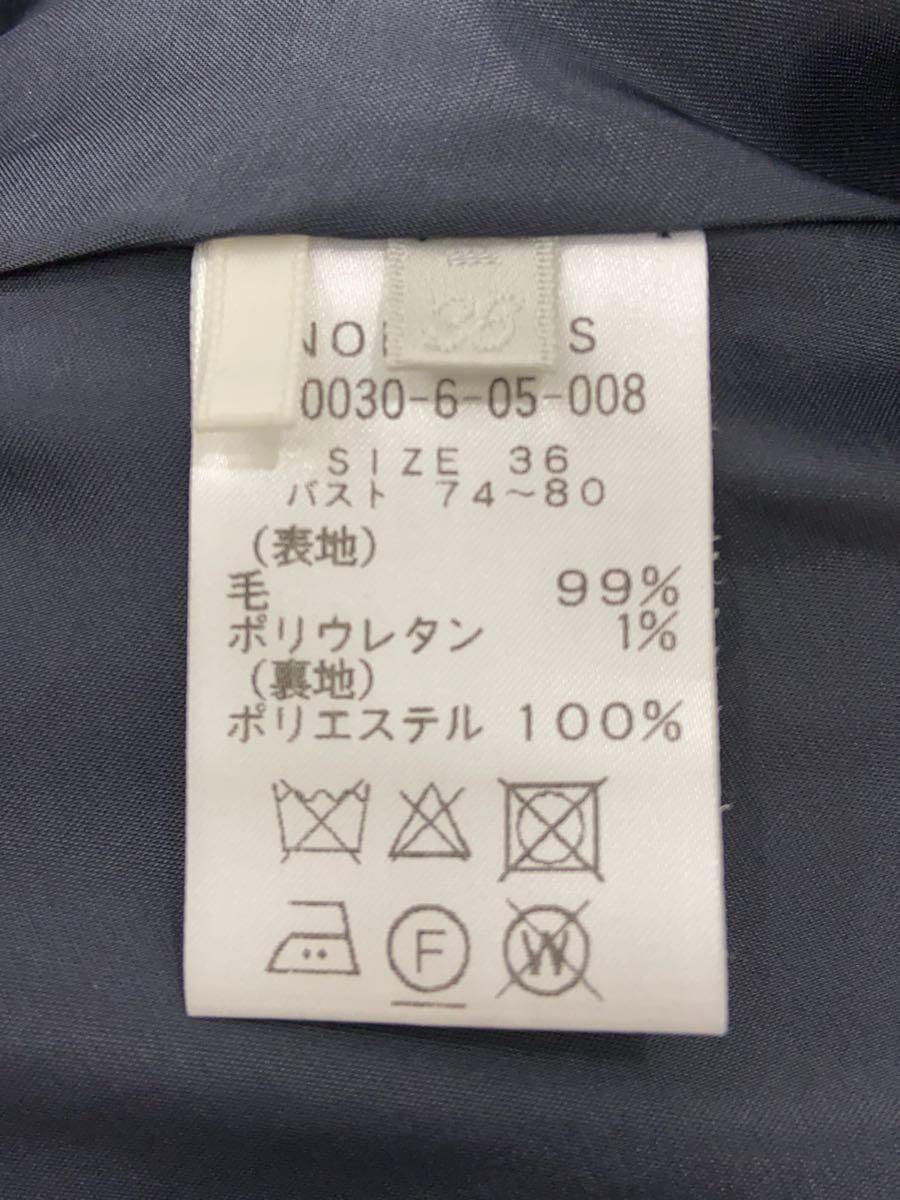 36
0030-6-05-008
SIZE 36
バスト 74~80
(表地)
毛 99%
ポリウレタン 1%
(裏地)
ポリエステル 100%
F
W